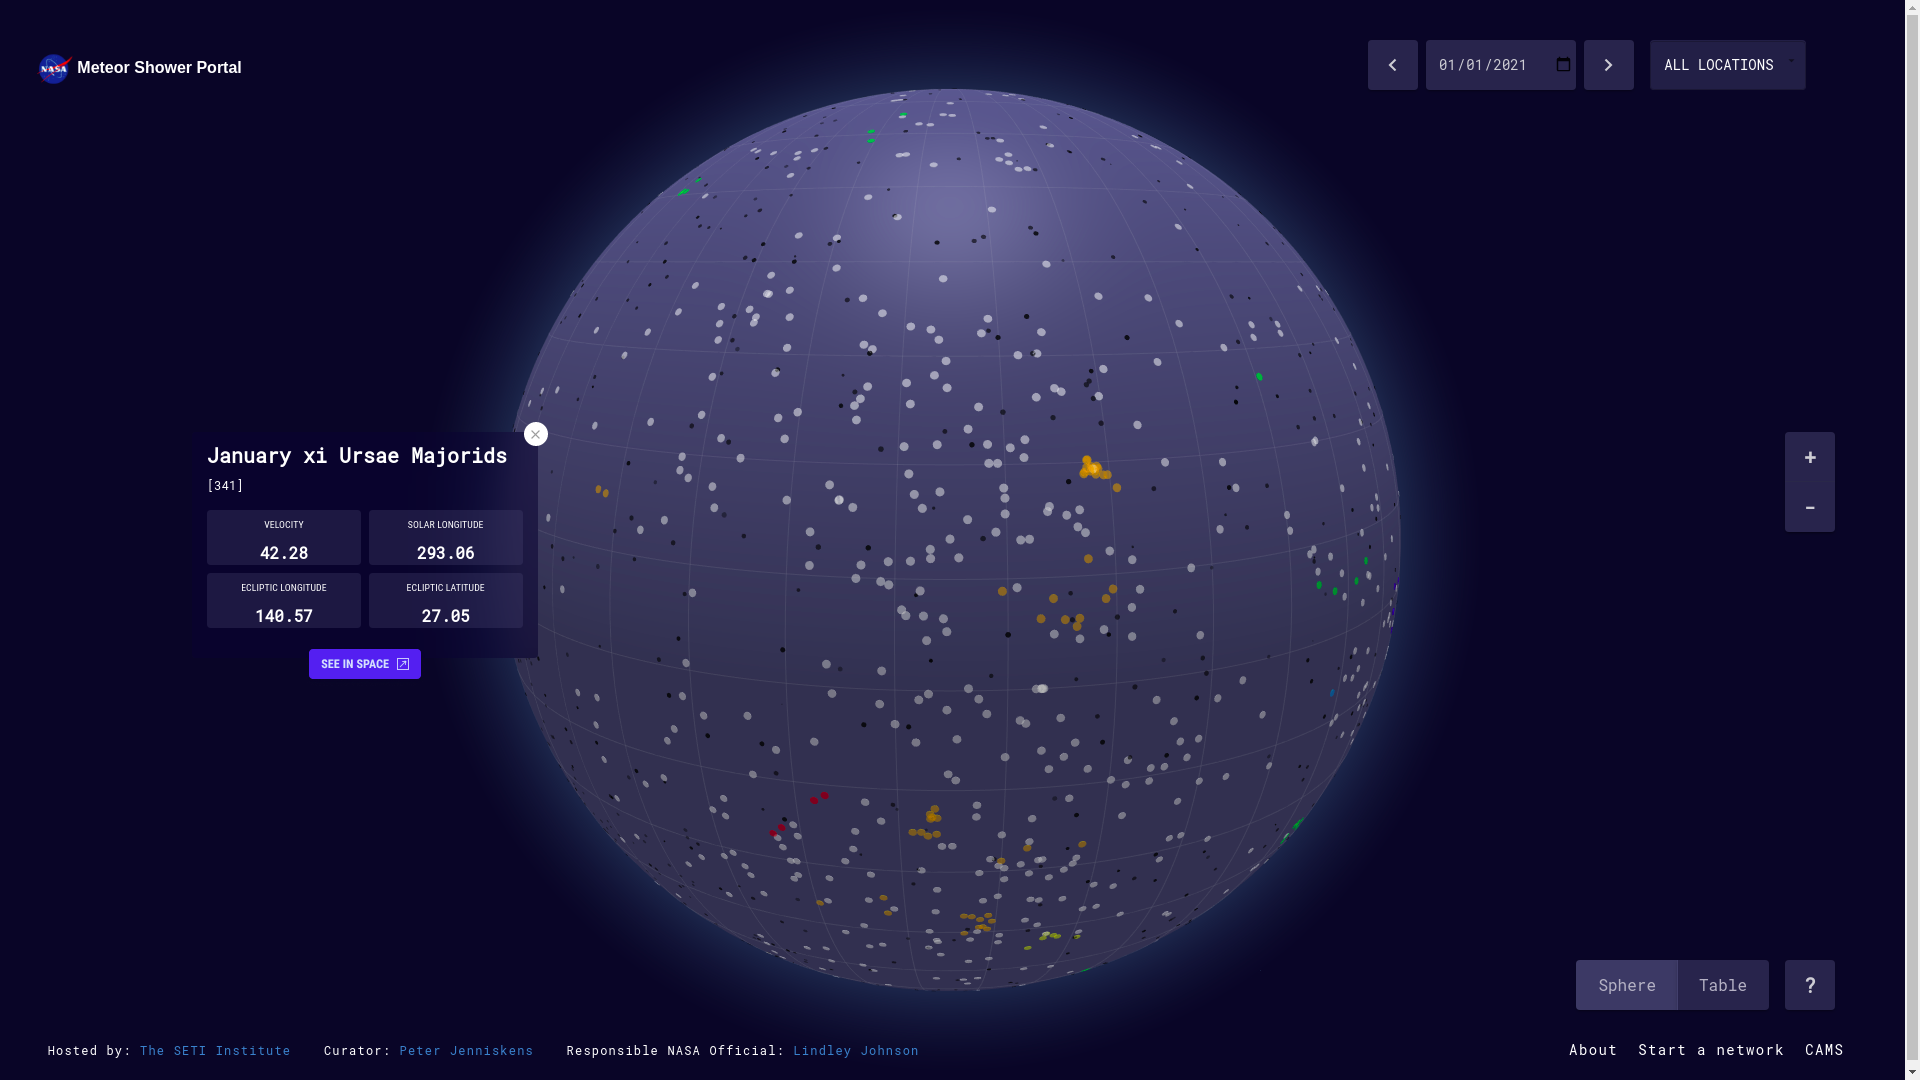 NASA Meteor Shower Portal
01/01/2021
ALL LOCATIONS
January xi Ursae Majorids
[341]
VELOCITY
42.28
SOLAR LONGITUDE
293.06
ECLIPTIC LONGITUDE
140.57
ECLIPTIC LATITUDE
27.05
SEE IN SPACE
+
-
Sphere Table ?
Hosted by: The SETI Institute Curator: Peter Jenniskens Responsible NASA Official: Lindley Johnson
About Start a network CAMS